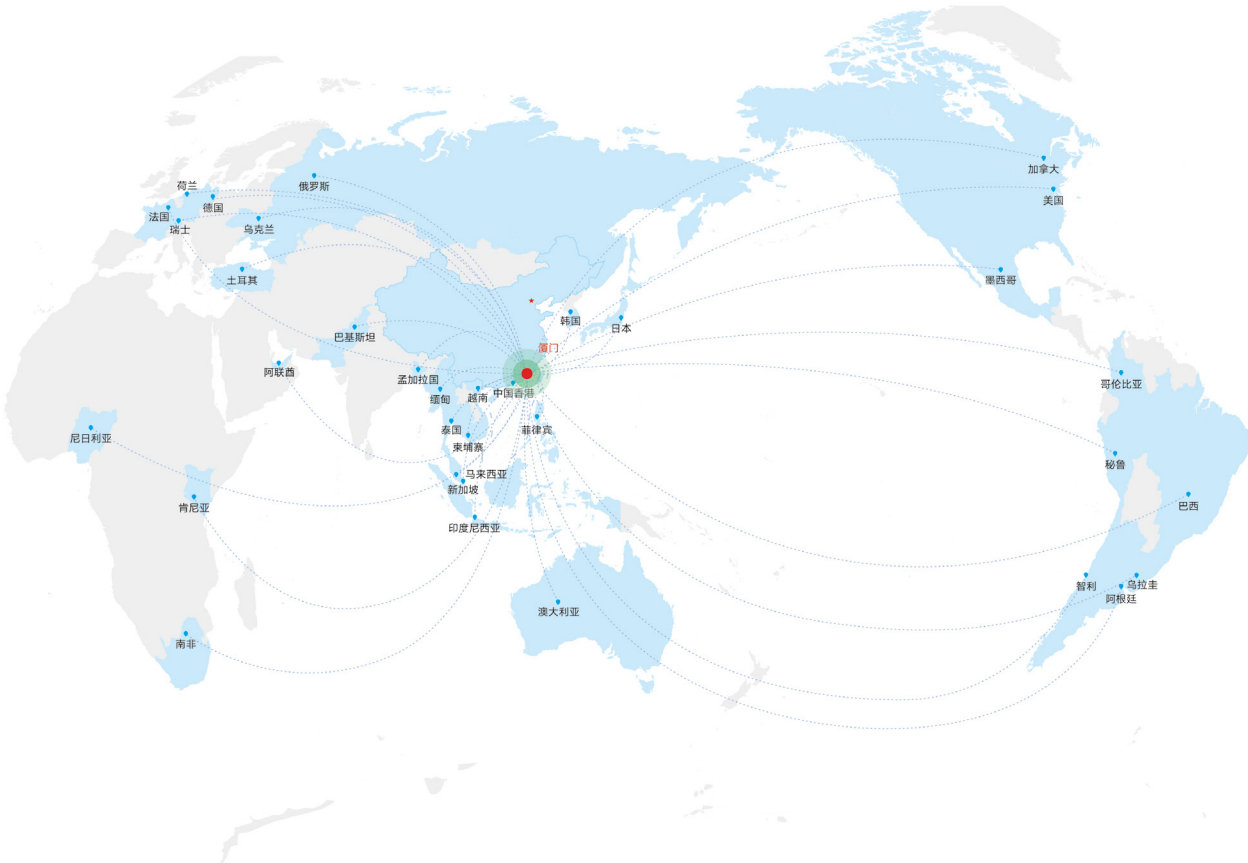 加拿大
俄罗斯
荷兰
美国
德国
法国
瑞士
乌克兰
土耳其
墨西哥
韩国
日本
巴基斯坦
厦门
阿联酋
孟加拉国
哥伦比亚
中国香港
缅甸
越南
泰国
菲律宾
尼日利亚
柬埔寨
秘鲁
马来西亚
新加坡
肯尼亚
巴西
印度尼西亚
智利
乌拉圭
阿根廷
澳大利亚
南非